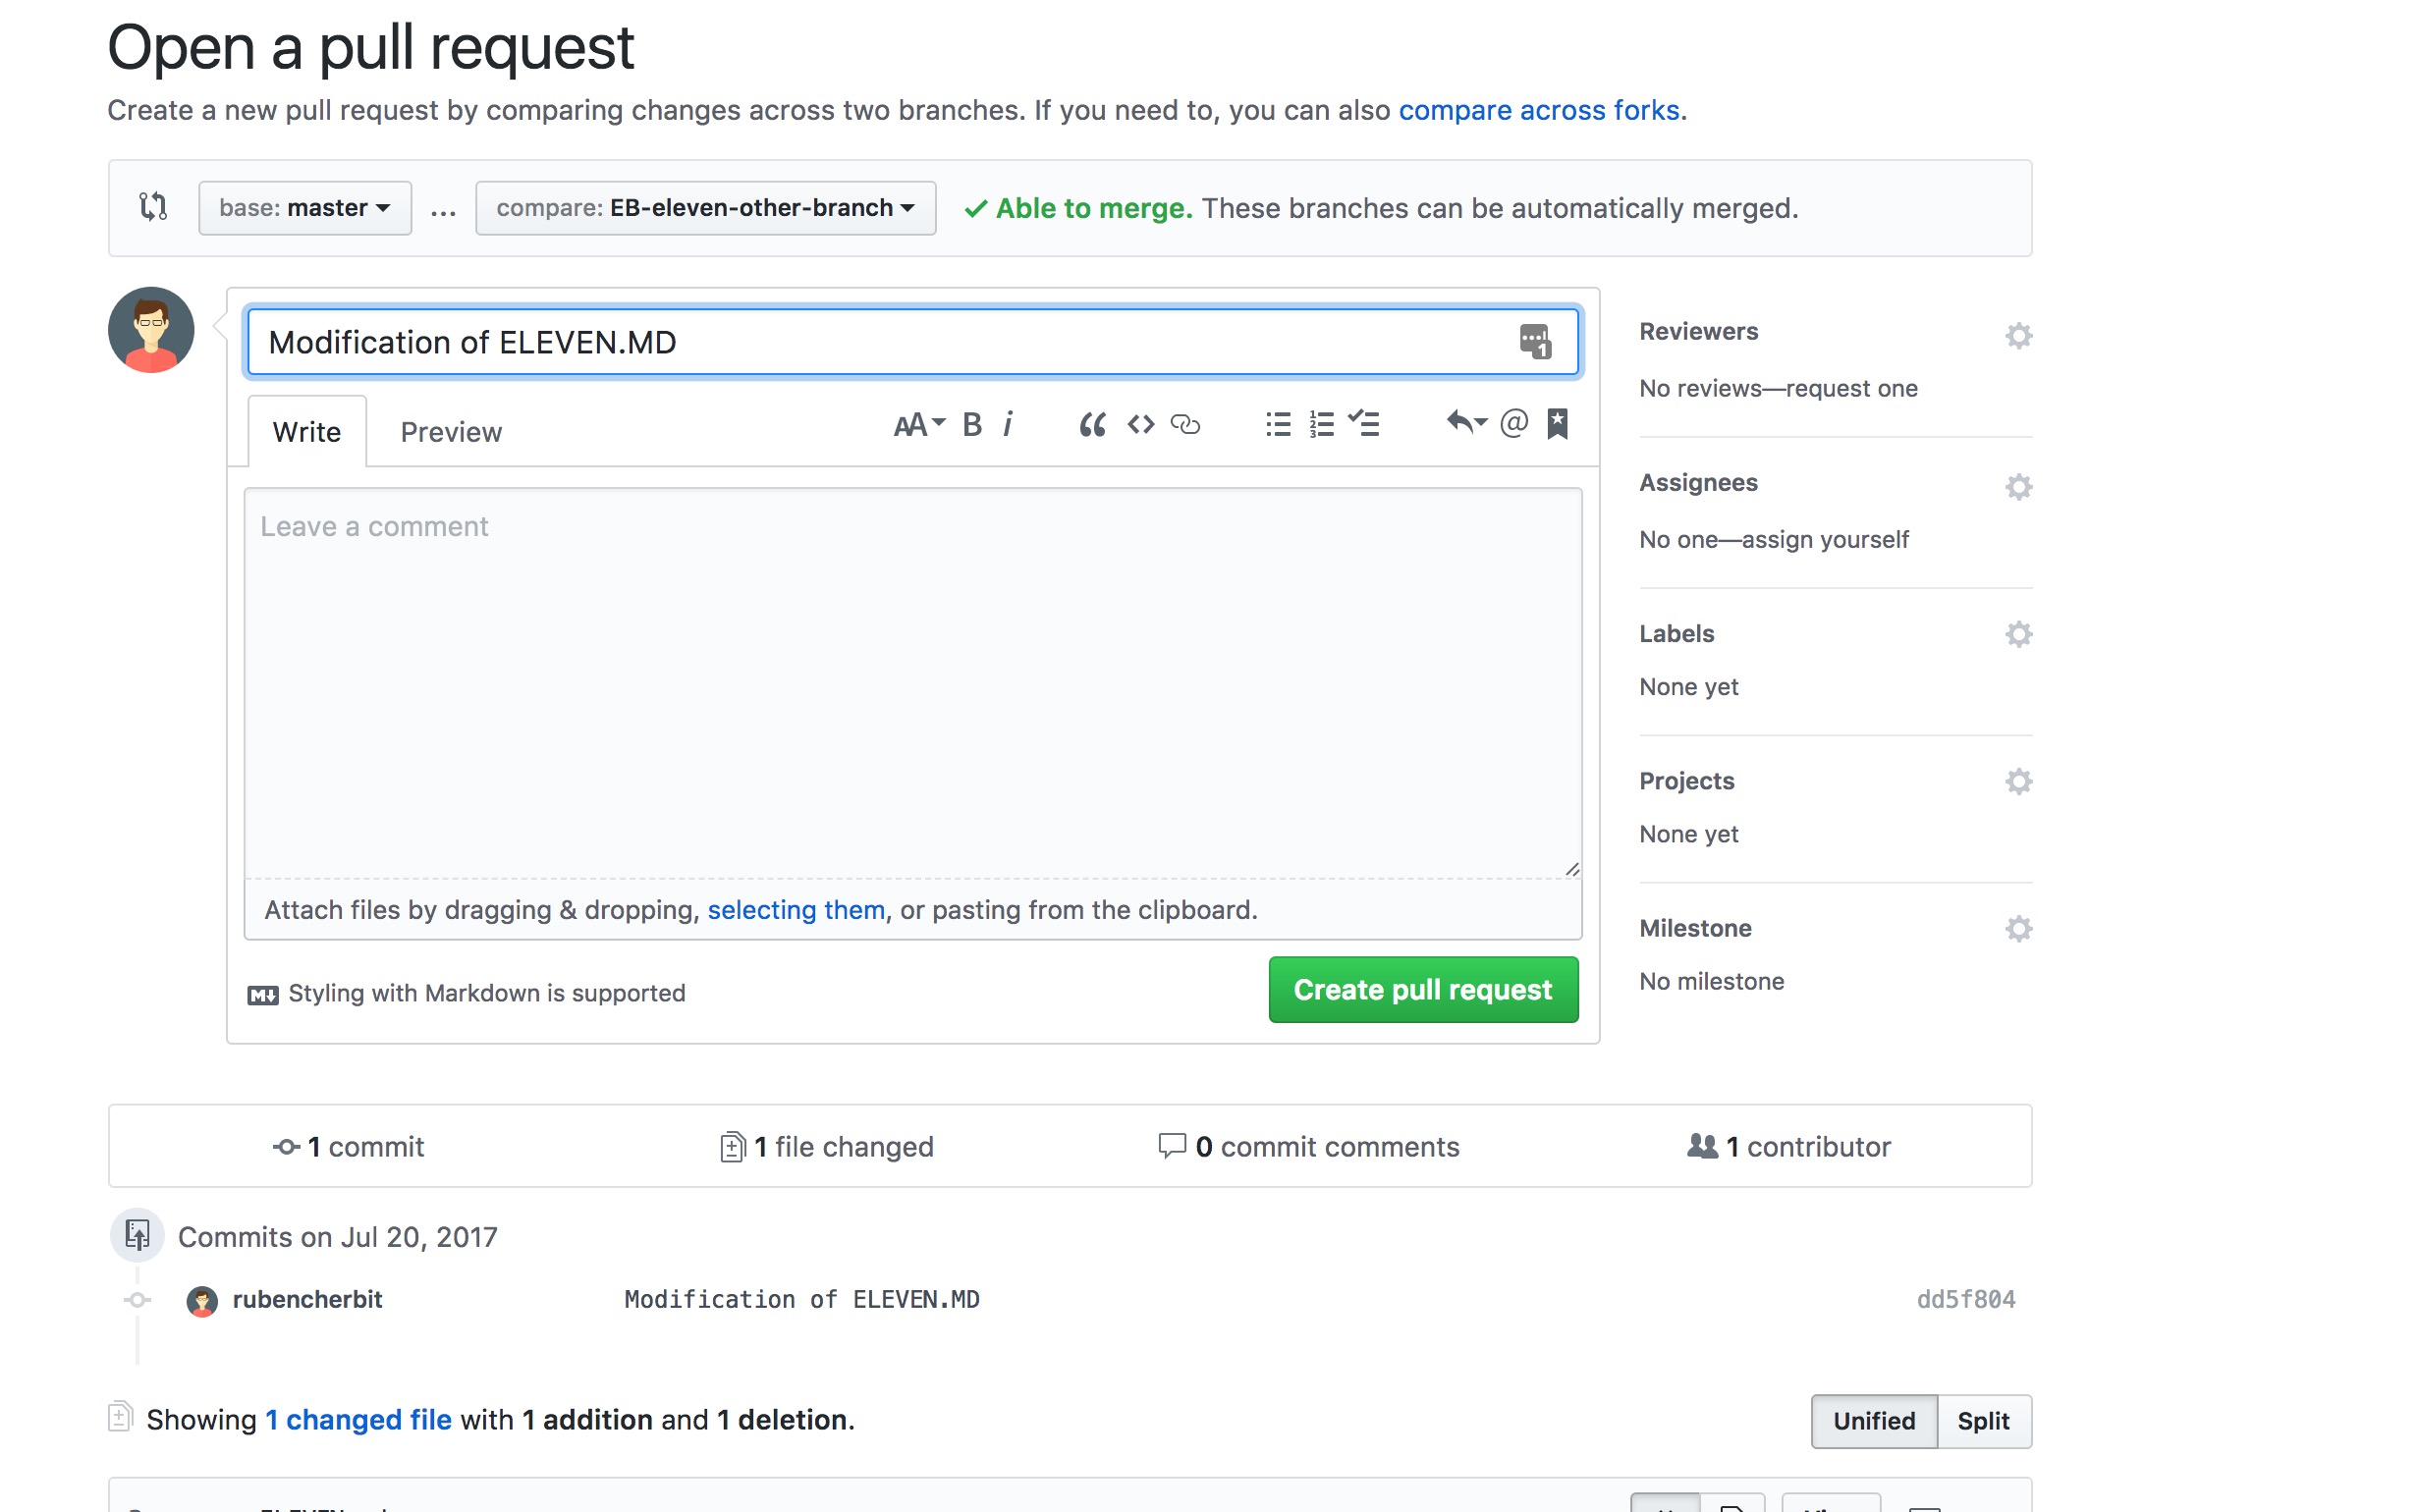 Open a pull request
Create a new pull request by comparing changes across two branches. If you need to, you can also compare across forks.
base: master ... compare: EB-eleven-other-branch Able to merge. These branches can be automatically merged.
Modification of ELEVEN.MD
Write Preview
Leave a comment
Attach files by dragging & dropping, selecting them, or pasting from the clipboard.
Styling with Markdown is supported
Create pull request
Reviewers
No reviews—request one
Assignees
No one—assign yourself
Labels
None yet
Projects
None yet
Milestone
No milestone
1 commit 1 file changed 0 commit comments 1 contributor
Commits on Jul 20, 2017
rubencherbit Modification of ELEVEN.MD dd5f804
Showing 1 changed file with 1 addition and 1 deletion.
Unified Split